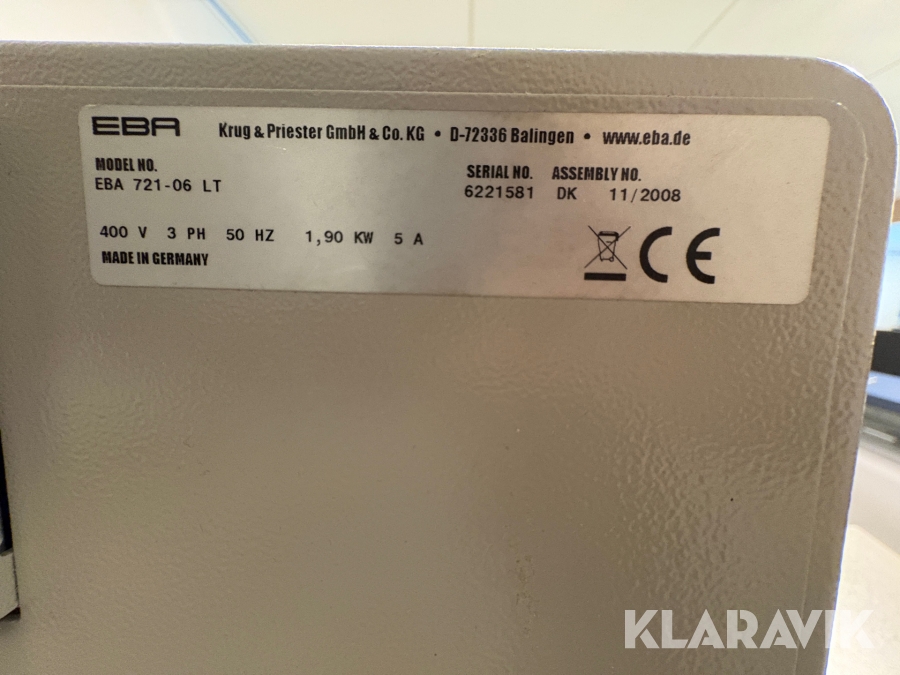 EBA Krug & Priester GmbH & Co. KG • D-72336 Balingen • www.eba.de
MODEL NO. SERIAL NO. ASSEMBLY NO.
EBA 721-06 LT 6221581 DK 11/2008
400 V 3 PH 50 HZ 1,90 KW 5 A
MADE IN GERMANY CE
KLARAVIK